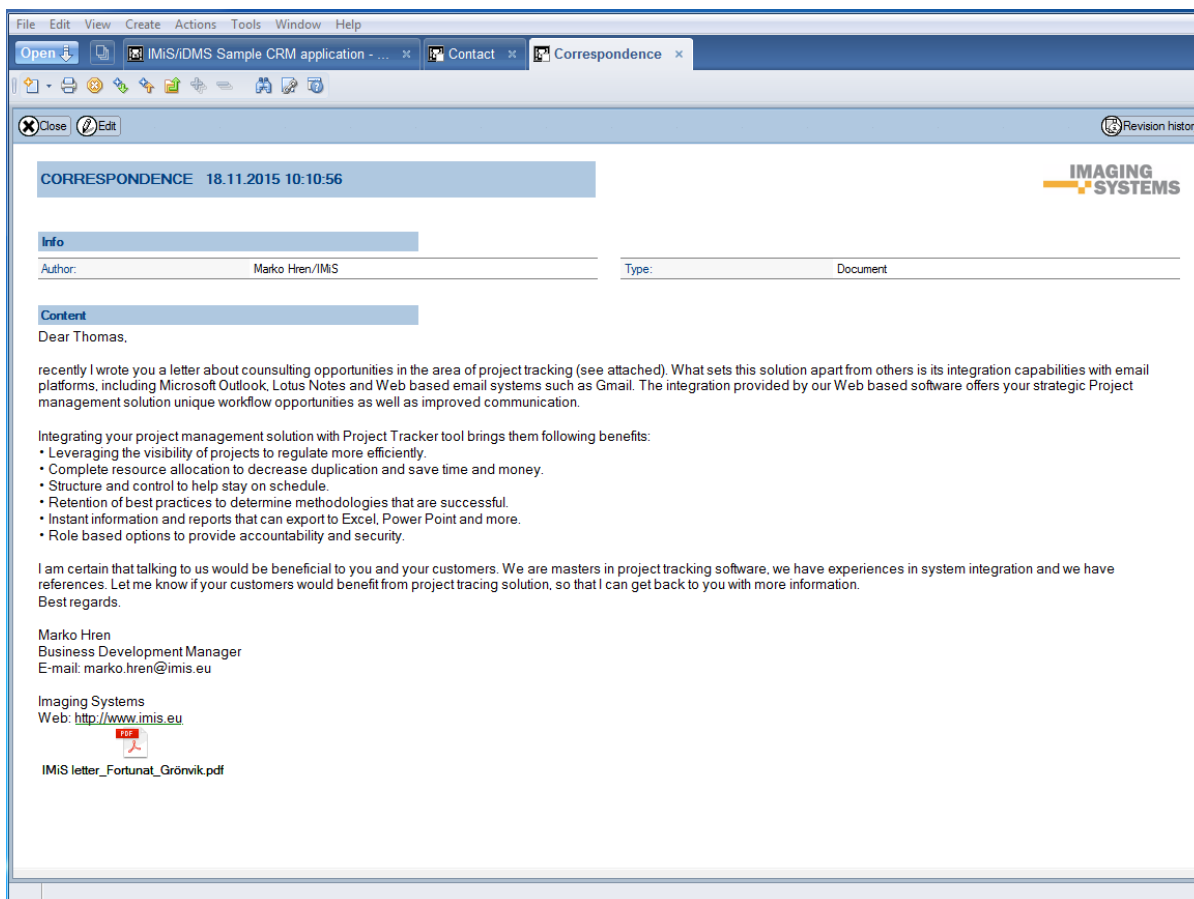 File Edit View Create Actions Tools Window Help
Open IMiS/iDMS Sample CRM application - ... × Contact × Correspondence ×
Close Edit Revision histor
CORRESPONDENCE 18.11.2015 10:10:56
IMAGING
SYSTEMS
Info
Author: Marko Hren/IMiS Type: Document
Content
Dear Thomas,
recently I wrote you a letter about counsulting opportunities in the area of project tracking (see attached). What sets this solution apart from others is its integration capabilities with email
platforms, including Microsoft Outlook, Lotus Notes and Web based email systems such as Gmail. The integration provided by our Web based software offers your strategic Project
management solution unique workflow opportunities as well as improved communication.
Integrating your project management solution with Project Tracker tool brings them following benefits:
• Leveraging the visibility of projects to regulate more efficiently.
• Complete resource allocation to decrease duplication and save time and money.
• Structure and control to help stay on schedule.
• Retention of best practices to determine methodologies that are successful.
• Instant information and reports that can export to Excel, Power Point and more.
• Role based options to provide accountability and security.
I am certain that talking to us would be beneficial to you and your customers. We are masters in project tracking software, we have experiences in system integration and we have
references. Let me know if your customers would benefit from project tracing solution, so that I can get back to you with more information.
Best regards.
Marko Hren
Business Development Manager
E-mail: marko.hren@imis.eu
Imaging Systems
Web: http://www.imis.eu
PDF
IMiS letter_Fortunat_Grönvik.pdf